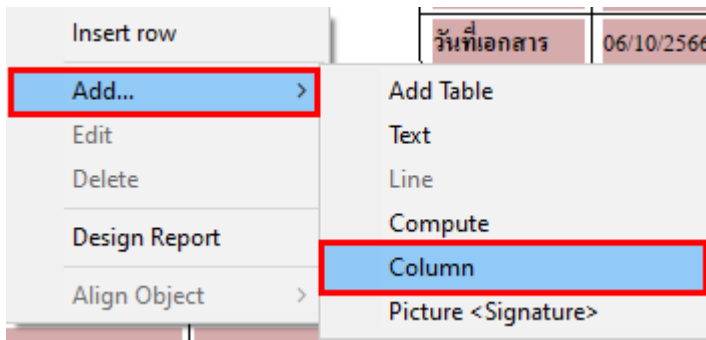 Insert row
วันที่เอกสาร 06/10/2566
Add...
Edit
Delete
Design Report
Align Object
Add Table
Text
Line
Compute
Column
Picture <Signature>